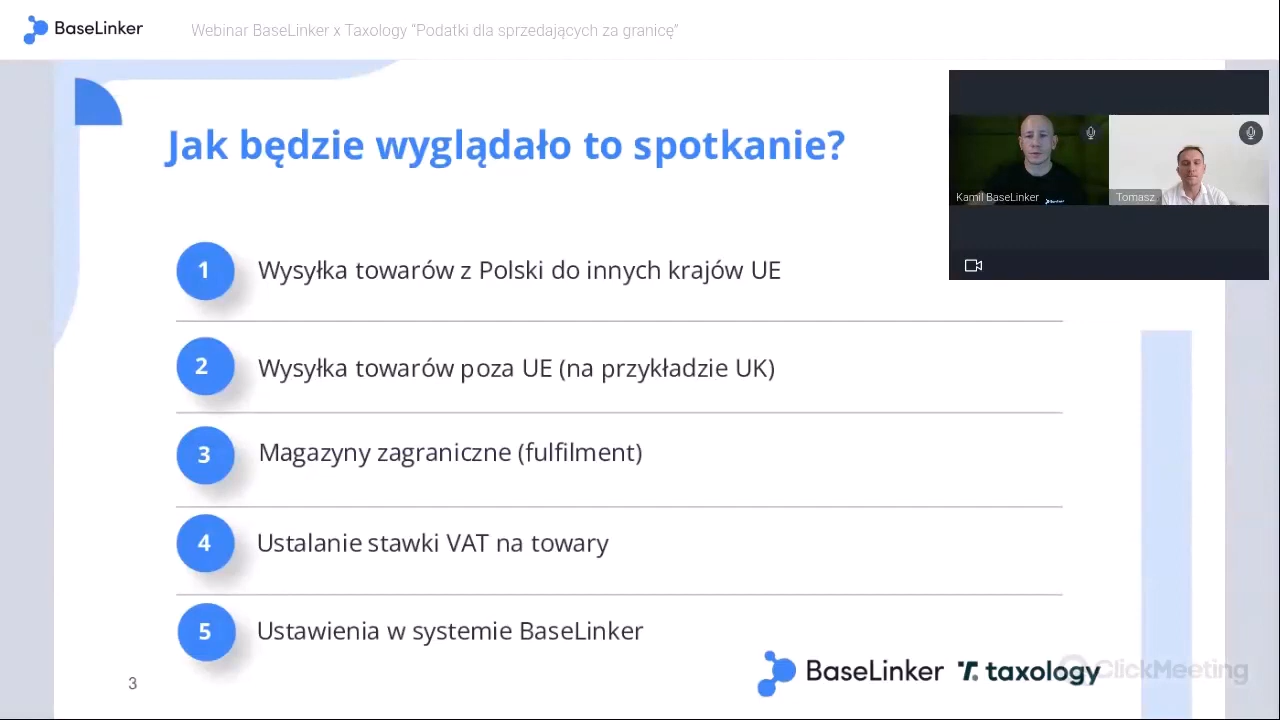 BaseLinker
Webinar BaseLinker x Taxology “Podatki dla sprzedających za granicę”
Jak będzie wyglądało to spotkanie?
Kamil BaseLinker
Tomasz
1 Wysyłka towarów z Polski do innych krajów UE
2 Wysyłka towarów poza UE (na przykładzie UK)
3 Magazyny zagraniczne (fulfilment)
4 Ustalanie stawki VAT na towary
5 Ustawienia w systemie BaseLinker
BaseLinker taxology ClickMeeting
3